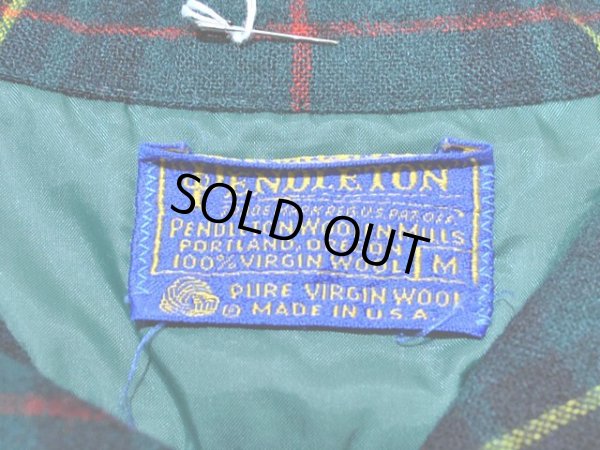 PENDLETON
PENDLETON WOOLEN MILLS
PORTLAND, OREGON
100% VIRGIN WOOL M
PURE VIRGIN WOOL
MADE IN U.S.A.
SOLD OUT